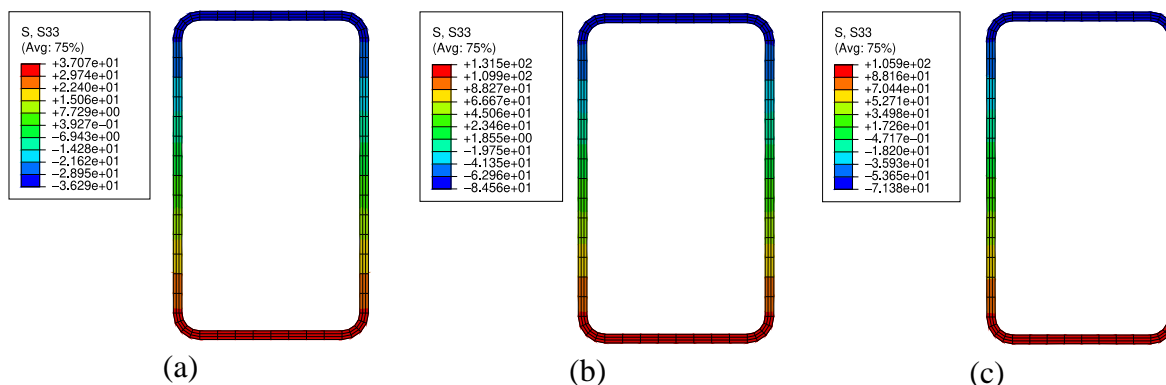 S, S33
(Avg: 75%)
+3.707e+01
+2.974e+01
+2.240e+01
+1.506e+01
+7.729e+00
+3.927e-01
-6.943e+00
-1.428e+01
-2.162e+01
-2.895e+01
-3.629e+01
(a)
S, S33
(Avg: 75%)
+1.315e+02
+1.099e+02
+8.827e+01
+6.667e+01
+4.506e+01
+2.346e+01
+1.855e+00
-1.975e+01
-4.135e+01
-6.296e+01
-8.456e+01
(b)
S, S33
(Avg: 75%)
+1.059e+02
+8.816e+01
+7.044e+01
+5.271e+01
+3.498e+01
+1.726e+01
-4.717e-01
-1.820e+01
-3.593e+01
-5.365e+01
-7.138e+01
(c)